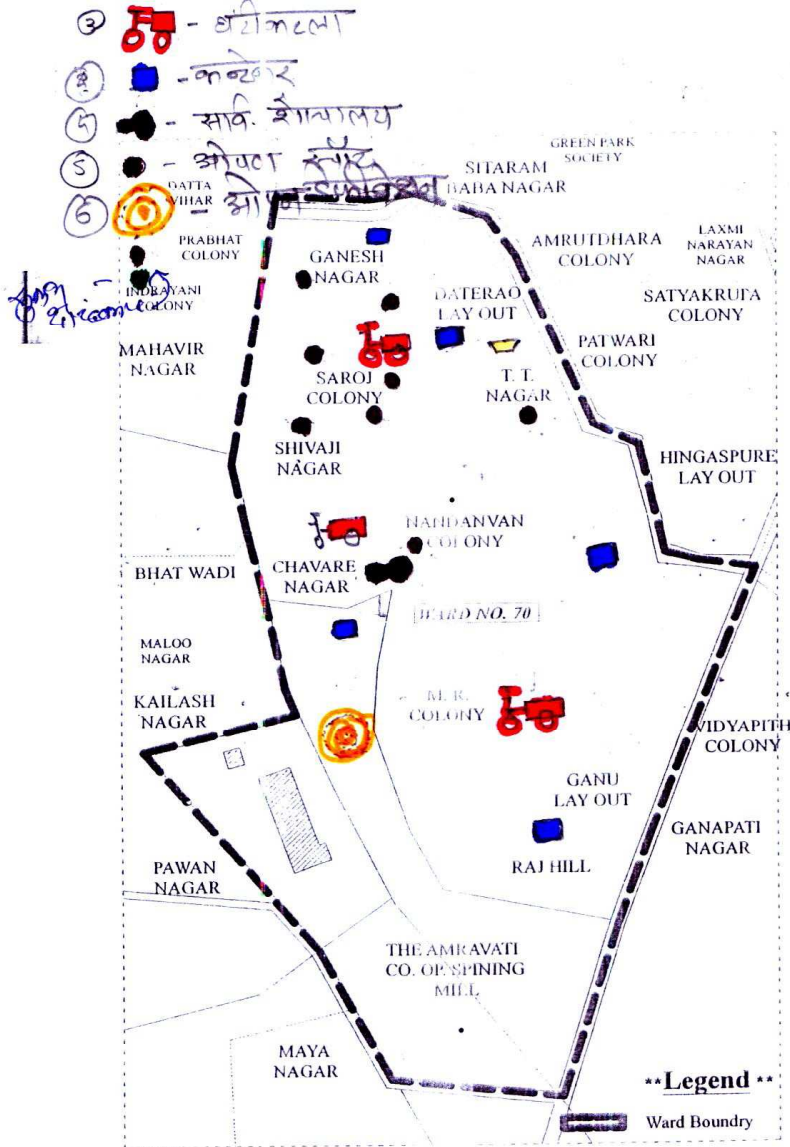 ③ - घंटीकटला
- कन्टेनर
④ - सार्व. शौचालय
⑤ - ओपन स्पॉट
⑥ - ओपन
GREEN PARK
SOCIETY
SITARAM
BABA NAGAR
DATTA
VIHAR
PRABHAT
COLONY
GANESH
NAGAR
AMRUTDHARA
COLONY
LAXMI
NARAYAN
NAGAR
INDRAYANI
COLONY
DATERAO
LAY OUT
SATYAKRUPA
COLONY
MAHAVIR
NAGAR
PATWARI
COLONY
SAROJ
COLONY
T. T.
NAGAR
SHIVAJI
NAGAR
HINGASPURE
LAY OUT
NANDANVAN
COLONY
BHAT WADI
CHAVARE
NAGAR
WARD NO. 70
MALOO
NAGAR
KAILASH
NAGAR
M. R.
COLONY
VIDYAPITH
COLONY
GANU
LAY OUT
GANAPATI
NAGAR
PAWAN
NAGAR
RAJ HILL
THE AMRAVATI
CO. OP. SPINING
MILL
MAYA
NAGAR
**Legend **
Ward Boundry